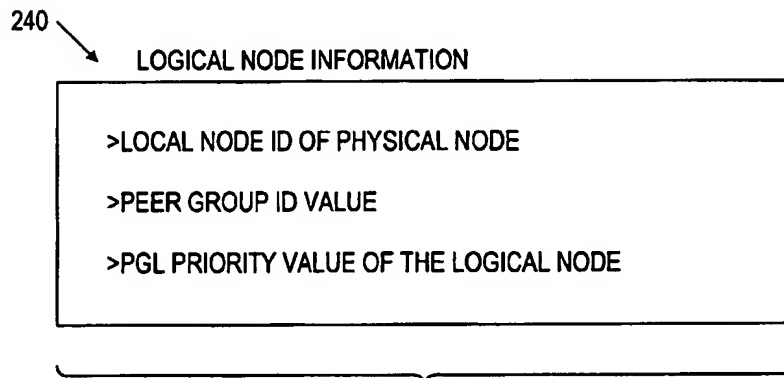 240
LOGICAL NODE INFORMATION
>LOCAL NODE ID OF PHYSICAL NODE
>PEER GROUP ID VALUE
>PGL PRIORITY VALUE OF THE LOGICAL NODE